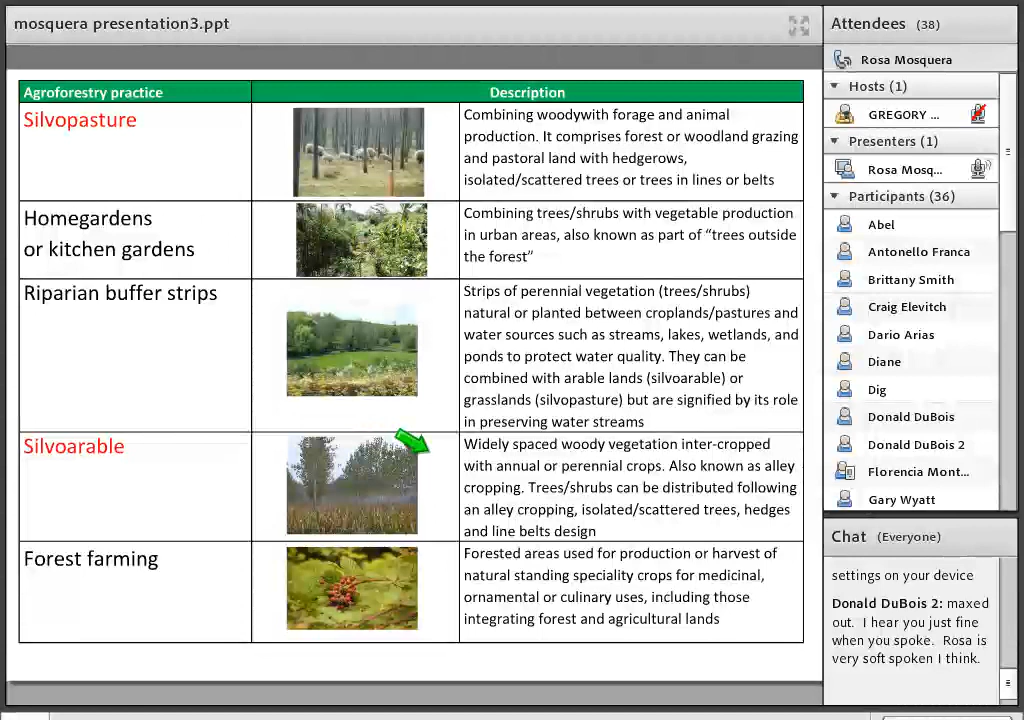 mosquera presentation3.ppt
Agroforestry practice
Description
Silvopasture
Combining woodywith forage and animal
production. It comprises forest or woodland grazing
and pastoral land with hedgerows,
isolated/scattered trees or trees in lines or belts
Homegardens
or kitchen gardens
Combining trees/shrubs with vegetable production
in urban areas, also known as part of “trees outside
the forest”
Riparian buffer strips
Strips of perennial vegetation (trees/shrubs)
natural or planted between croplands/pastures and
water sources such as streams, lakes, wetlands, and
ponds to protect water quality. They can be
combined with arable lands (silvoarable) or
grasslands (silvopasture) but are signified by its role
in preserving water streams
Silvoarable
Widely spaced woody vegetation inter-cropped
with annual or perennial crops. Also known as alley
cropping. Trees/shrubs can be distributed following
an alley cropping, isolated/scattered trees, hedges
and line belts design
Forest farming
Forested areas used for production or harvest of
natural standing speciality crops for medicinal,
ornamental or culinary uses, including those
integrating forest and agricultural lands
Attendees (38)
Rosa Mosquera
Hosts (1)
GREGORY ...
Presenters (1)
Rosa Mosq...
Participants (36)
Abel
Antonello Franca
Brittany Smith
Craig Elevitch
Dario Arias
Diane
Dig
Donald DuBois
Donald DuBois 2
Florencia Mont...
Gary Wyatt
Chat (Everyone)
settings on your device
Donald DuBois 2: maxed
out. I hear you just fine
when you spoke. Rosa is
very soft spoken I think.